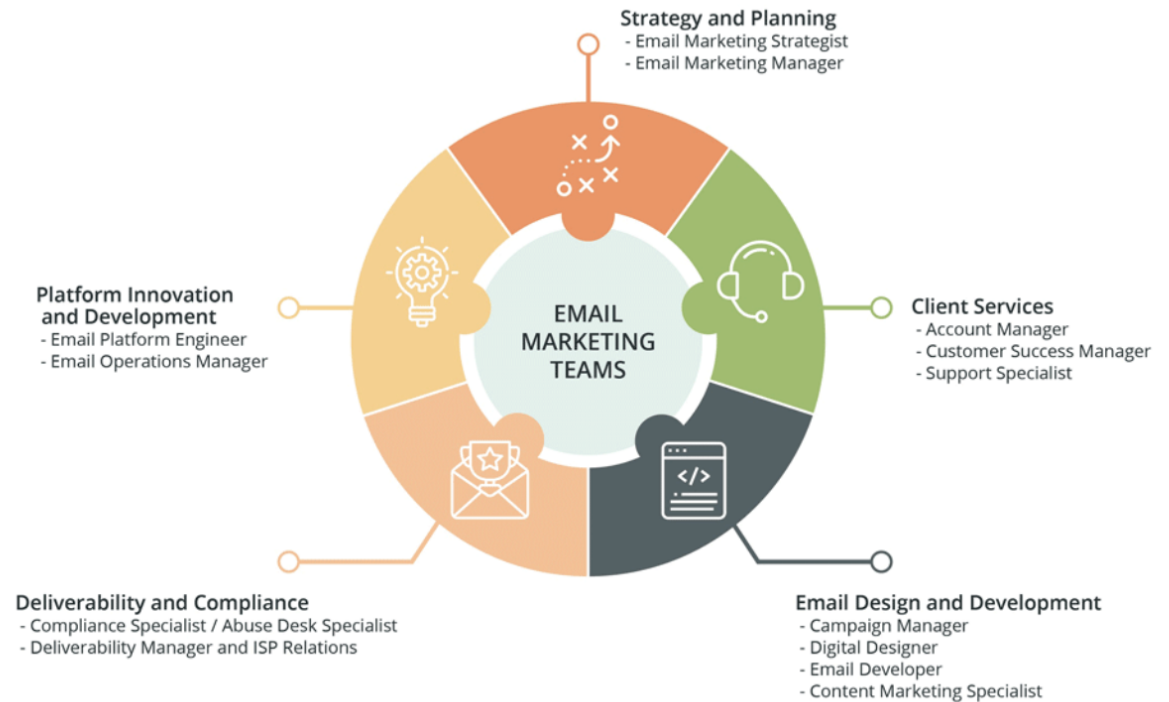 Strategy and Planning
- Email Marketing Strategist
- Email Marketing Manager
EMAIL
MARKETING
TEAMS
Client Services
- Account Manager
- Customer Success Manager
- Support Specialist
Email Design and Development
- Campaign Manager
- Digital Designer
- Email Developer
- Content Marketing Specialist
Deliverability and Compliance
- Compliance Specialist / Abuse Desk Specialist
- Deliverability Manager and ISP Relations
Platform Innovation
and Development
- Email Platform Engineer
- Email Operations Manager